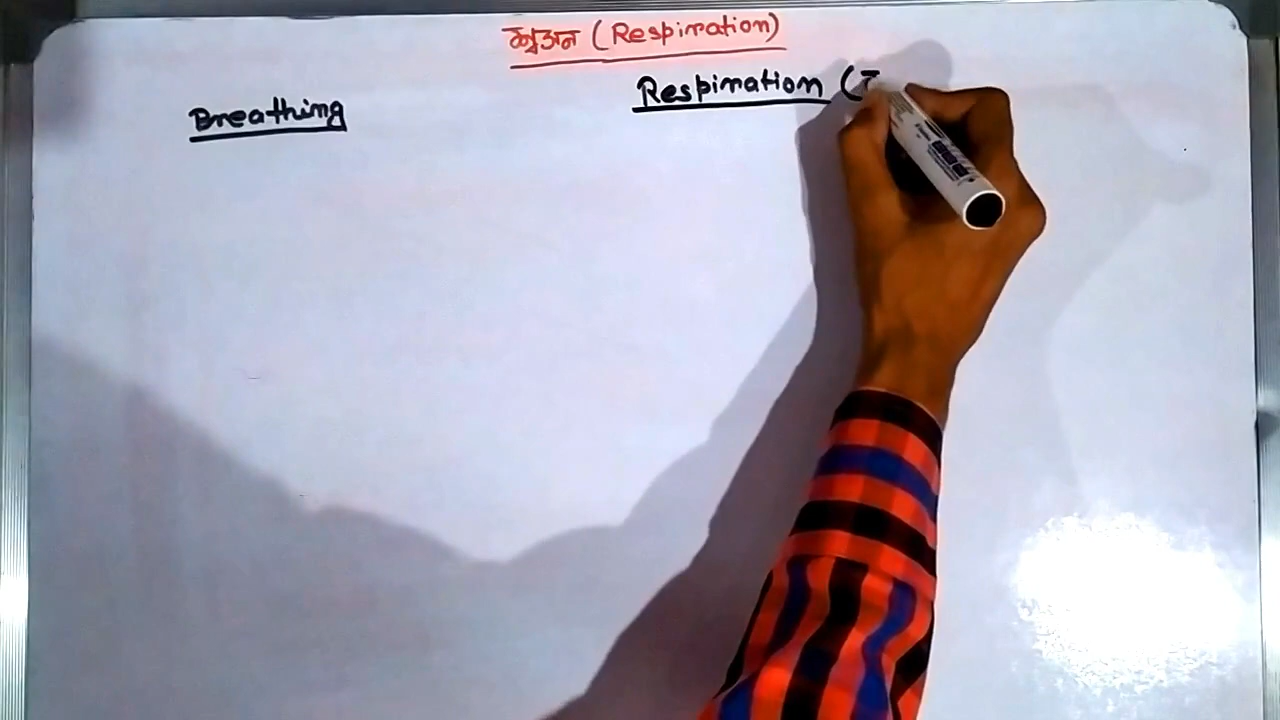 श्वसन (Respiration)
Breathing
Respiration (